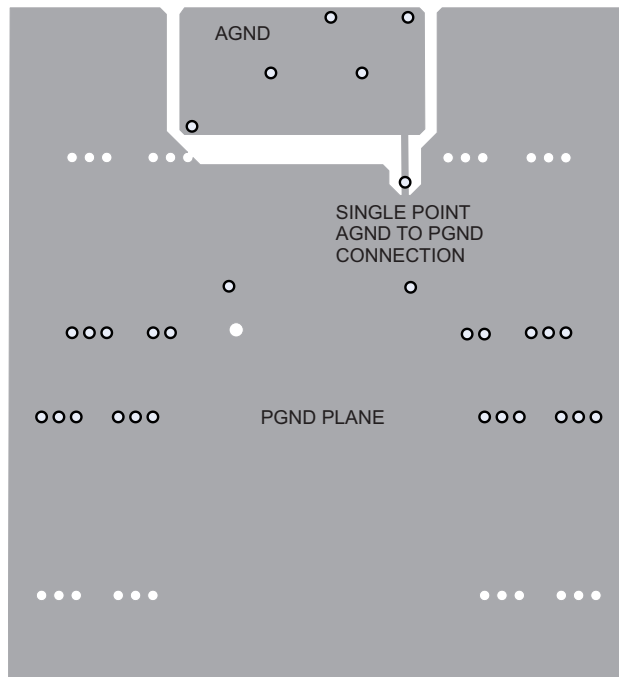 AGND
SINGLE POINT
AGND TO PGND
CONNECTION
PGND PLANE